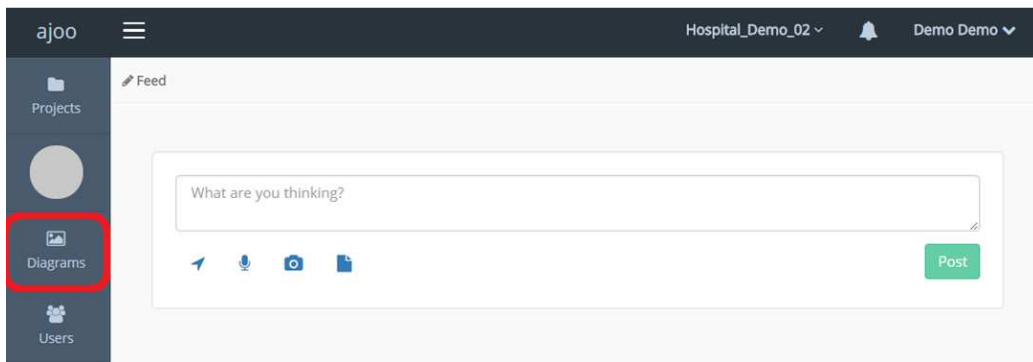 ajoo
Hospital_Demo_02
Demo Demo
Projects
Feed
What are you thinking?
Diagrams
Post
Users